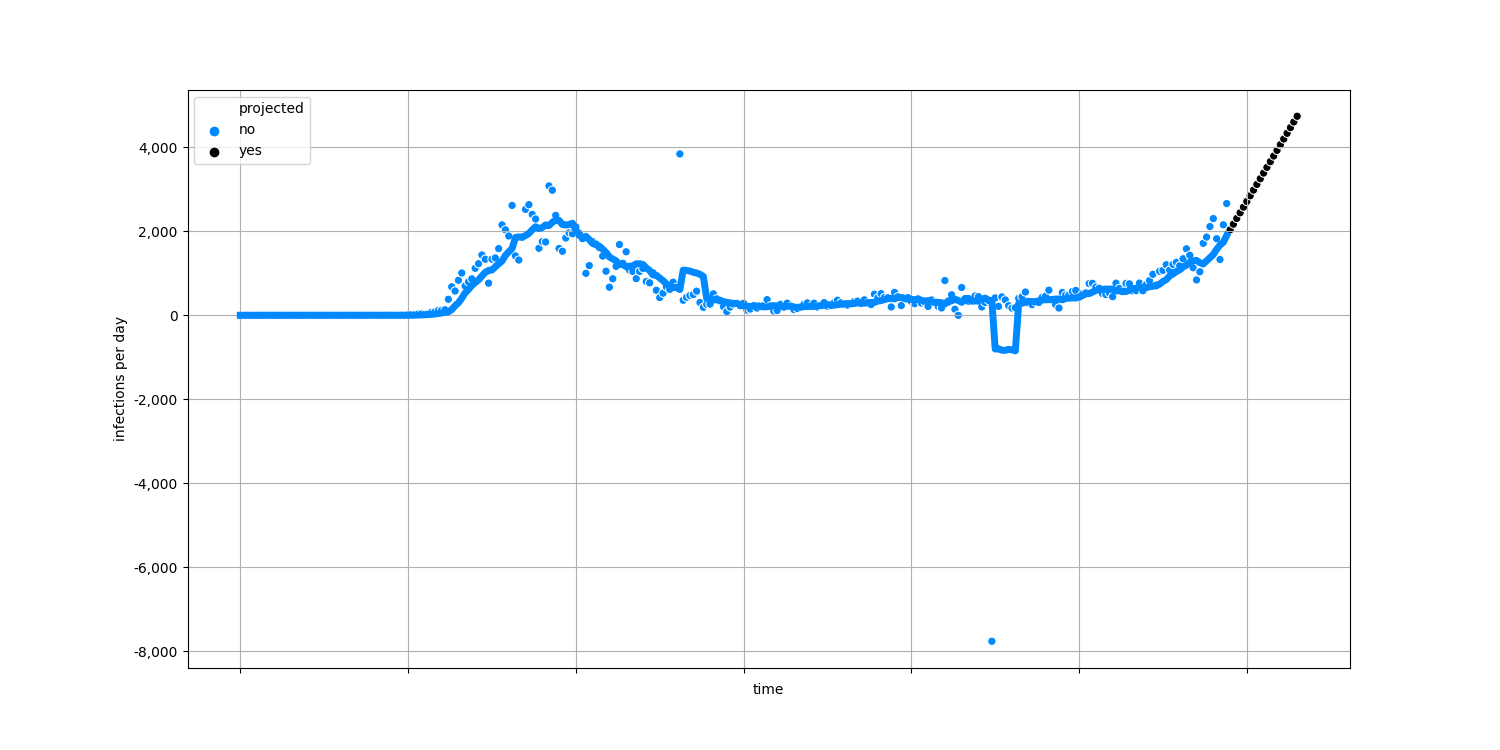 projected
no
yes
4,000
2,000
0
-2,000
-4,000
-6,000
-8,000
infections per day
time